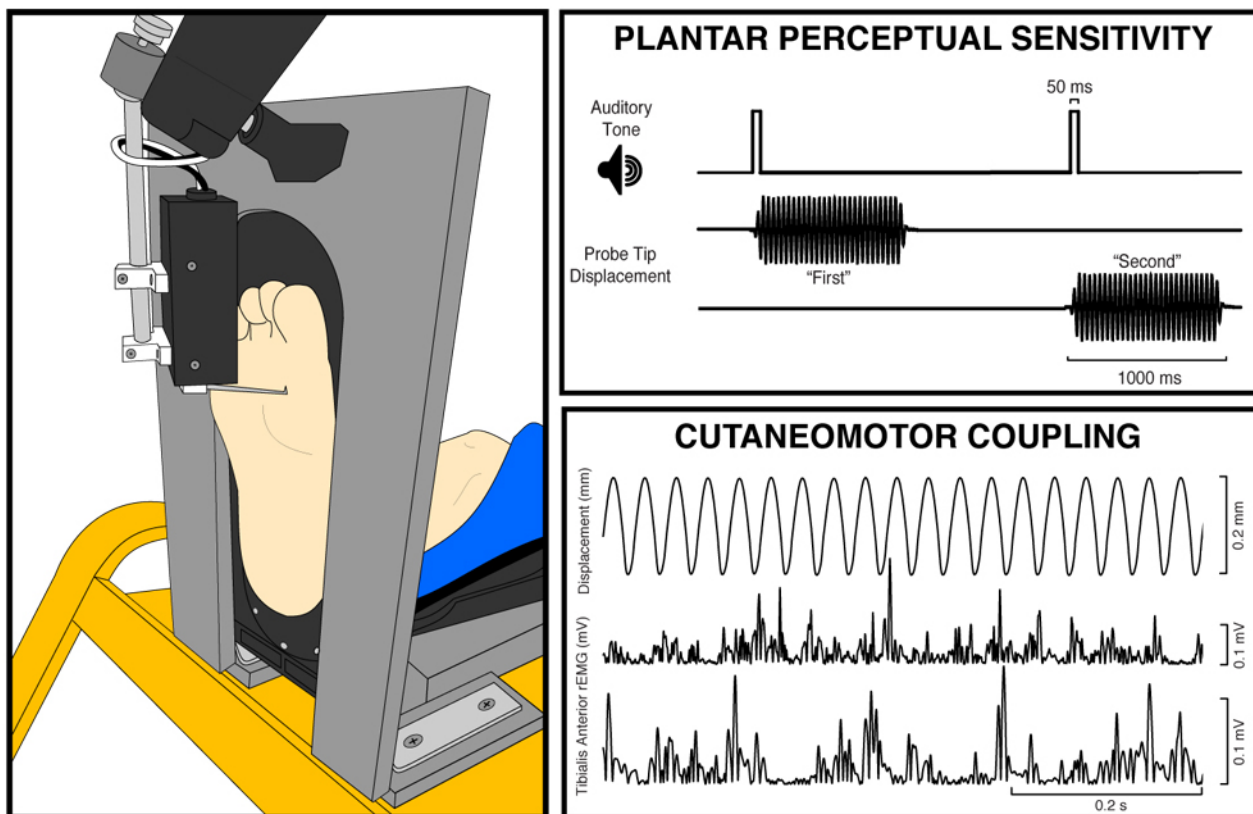 PLANTAR PERCEPTUAL SENSITIVITY
50 ms
Auditory
Tone
Probe Tip
Displacement
“First”
“Second”
1000 ms
CUTANEOMOTOR COUPLING
Displacement (mm)
0.2 mm
Tibialis Anterior rEMG (mV)
0.1 mV
0.1 mV
0.2 s